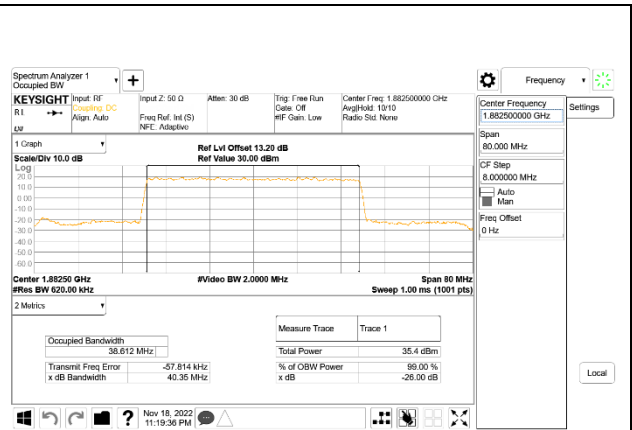 Spectrum Analyzer 1
Occupied BW
+
Frequency
KEYSIGHT
Input: RF
Input Z: 50 Ω
Atten: 30 dB
Trig: Free Run
Center Freq: 1.882500000 GHz
RL
Coupling: DC
Gate: Off
Avg|Hold: 10/10
Align: Auto
Freq Ref: Int (S)
#IF Gain: Low
Radio Std: None
NFE: Adaptive
Center Frequency
1.882500000 GHz
Settings
Span
80.000 MHz
CF Step
8.000000 MHz
Auto
Man
Freq Offset
0 Hz
1 Graph
Ref Lvl Offset 13.20 dB
Scale/Div 10.0 dB
Ref Value 30.00 dBm
Log
20.0
10.0
0.00
-10.0
-20.0
-30.0
-40.0
-50.0
-60.0
Center 1.88250 GHz
#Video BW 2.0000 MHz
Span 80 MHz
#Res BW 620.00 kHz
Sweep 1.00 ms (1001 pts)
2 Metrics
Measure Trace
Trace 1
Occupied Bandwidth
38.612 MHz
Total Power
35.4 dBm
Transmit Freq Error
-57.814 kHz
% of OBW Power
99.00 %
x dB Bandwidth
40.35 MHz
x dB
-26.00 dB
Local
?
Nov 18, 2022
11:19:36 PM